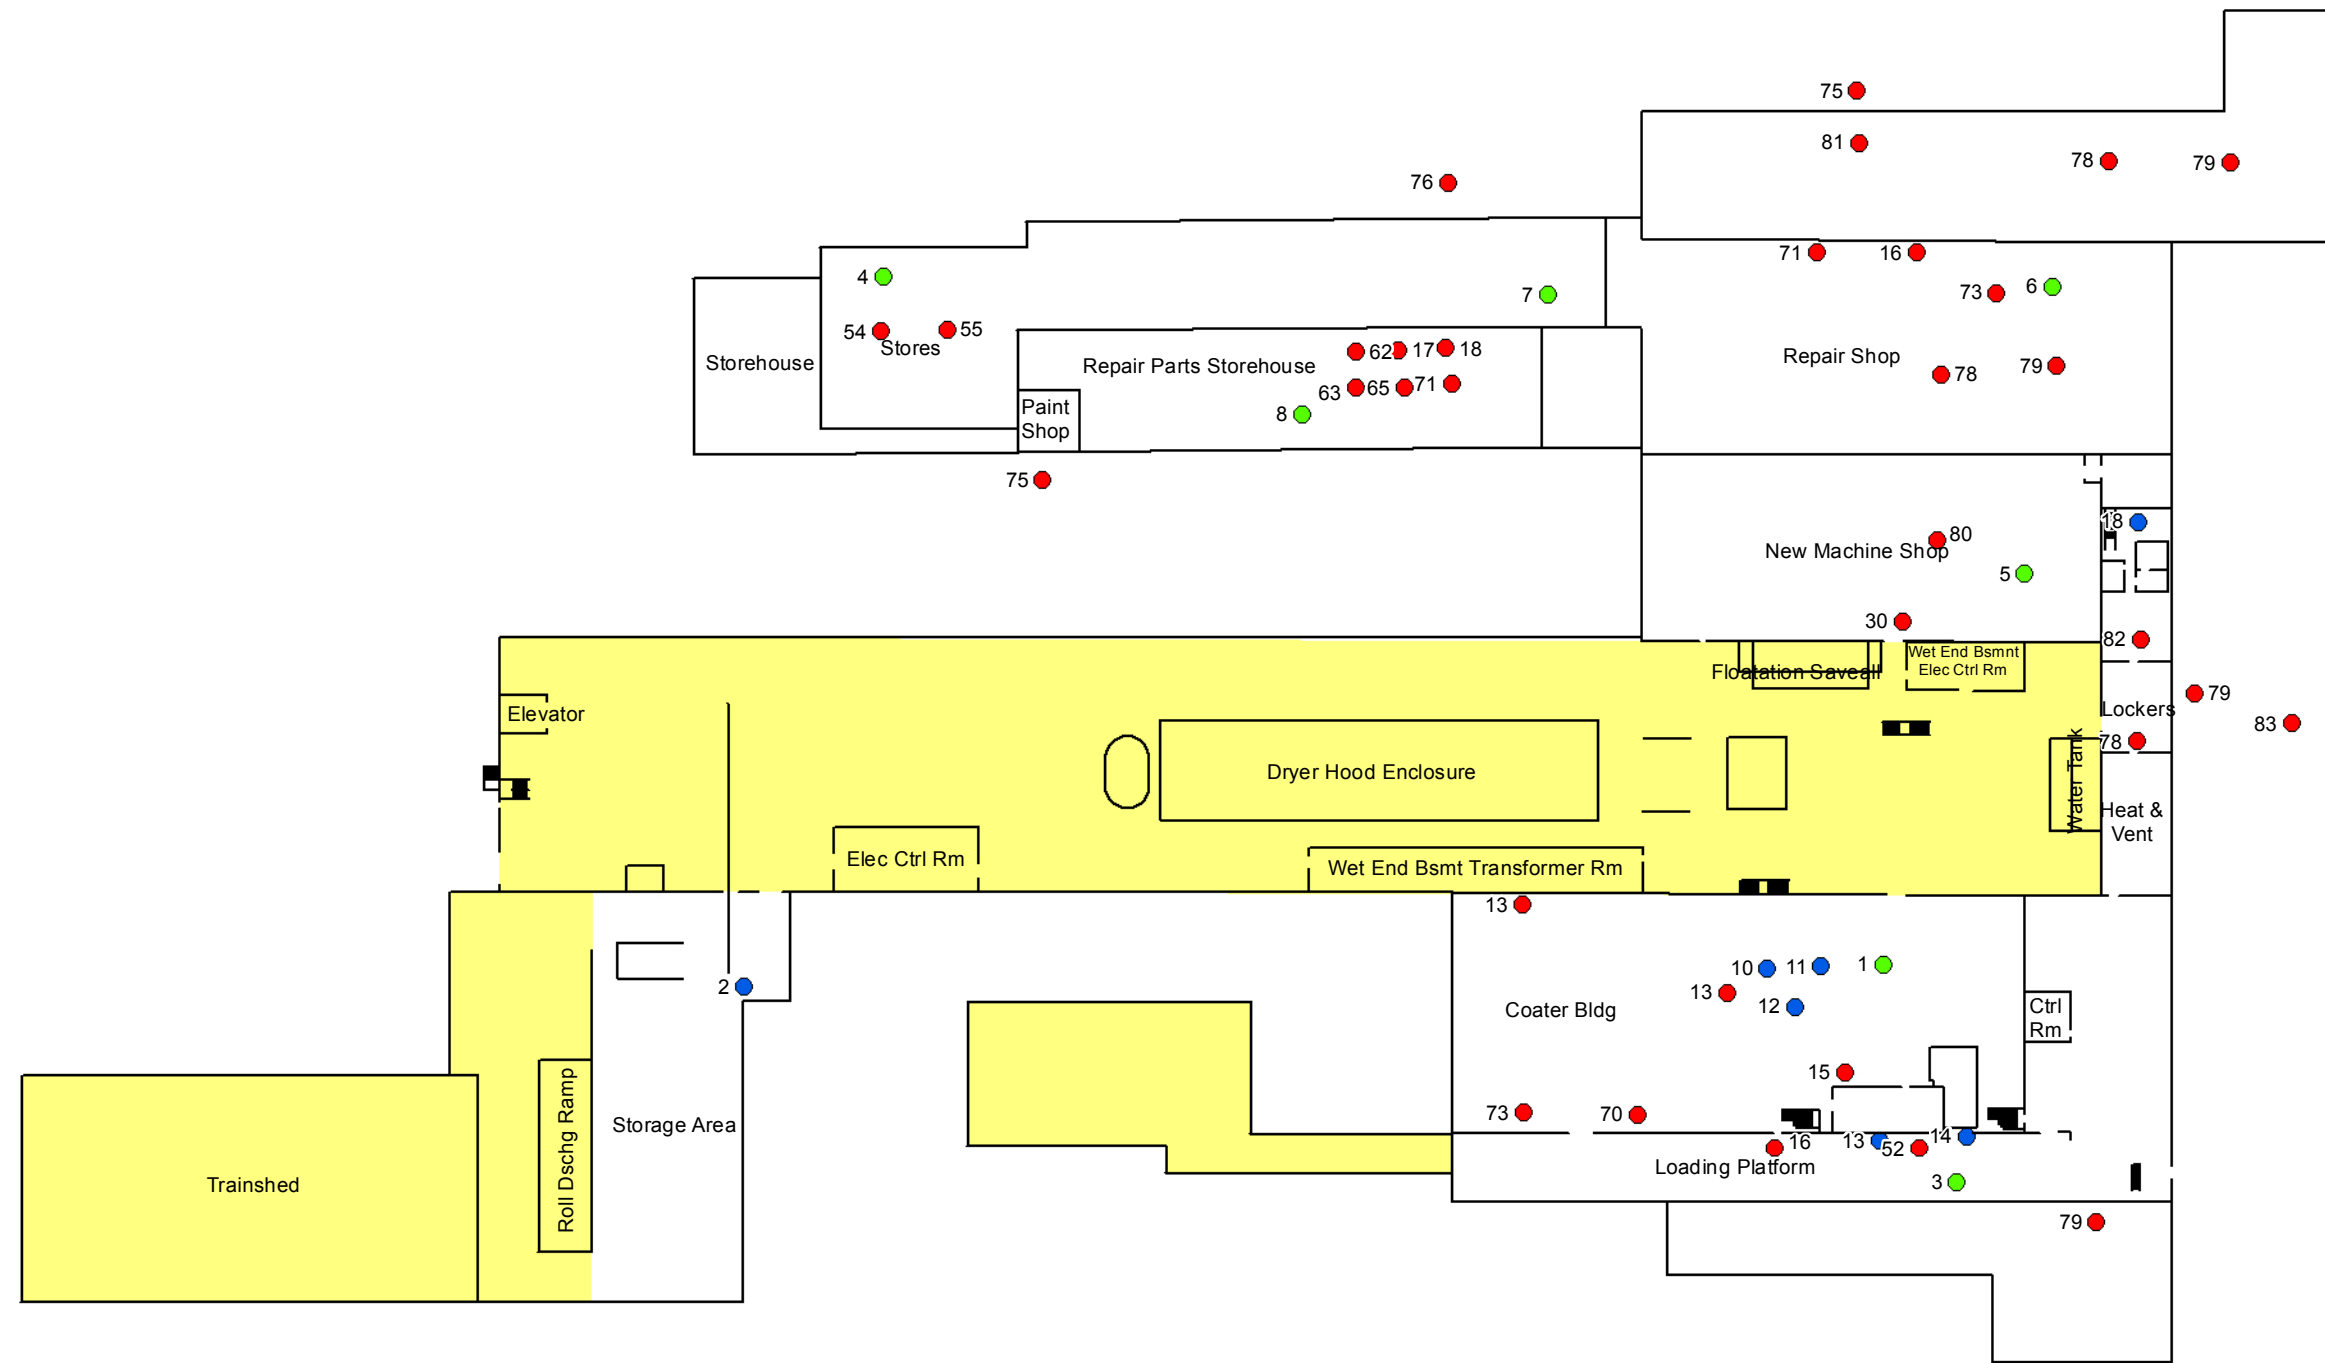 75
81
78
79
76
71
16
4
7
73
6
54
55
Stores
Storehouse
Repair Parts Storehouse
62
17
18
63
65
71
8
Paint
Shop
Repair Shop
78
79
75
18
80
New Machine Shop
5
30
82
Floatation Saveall
Wet End Bsmnt
Elec Ctrl Rm
79
83
Lockers
78
Elevator
Dryer Hood Enclosure
Water Tank
Heat &
Vent
Elec Ctrl Rm
Wet End Bsmt Transformer Rm
13
10
11
1
2
13
12
Coater Bldg
Ctrl
Rm
15
73
70
16
13
52
14
Loading Platform
3
Storage Area
Roll Dschg Ramp
Trainshed
79